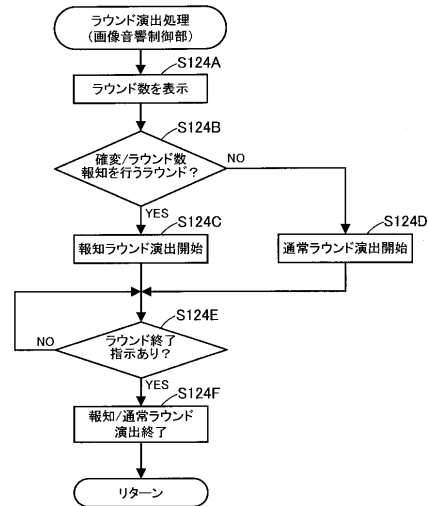 ラウンド演出処理
(画像音響制御部)
S124A
ラウンド数を表示
S124B
確変/ラウンド数
報知を行うラウンド?
NO
YES
S124C
報知ラウンド演出開始
S124D
通常ラウンド演出開始
S124E
ラウンド終了
指示あり?
NO
YES
S124F
報知/通常ラウンド
演出終了
リターン